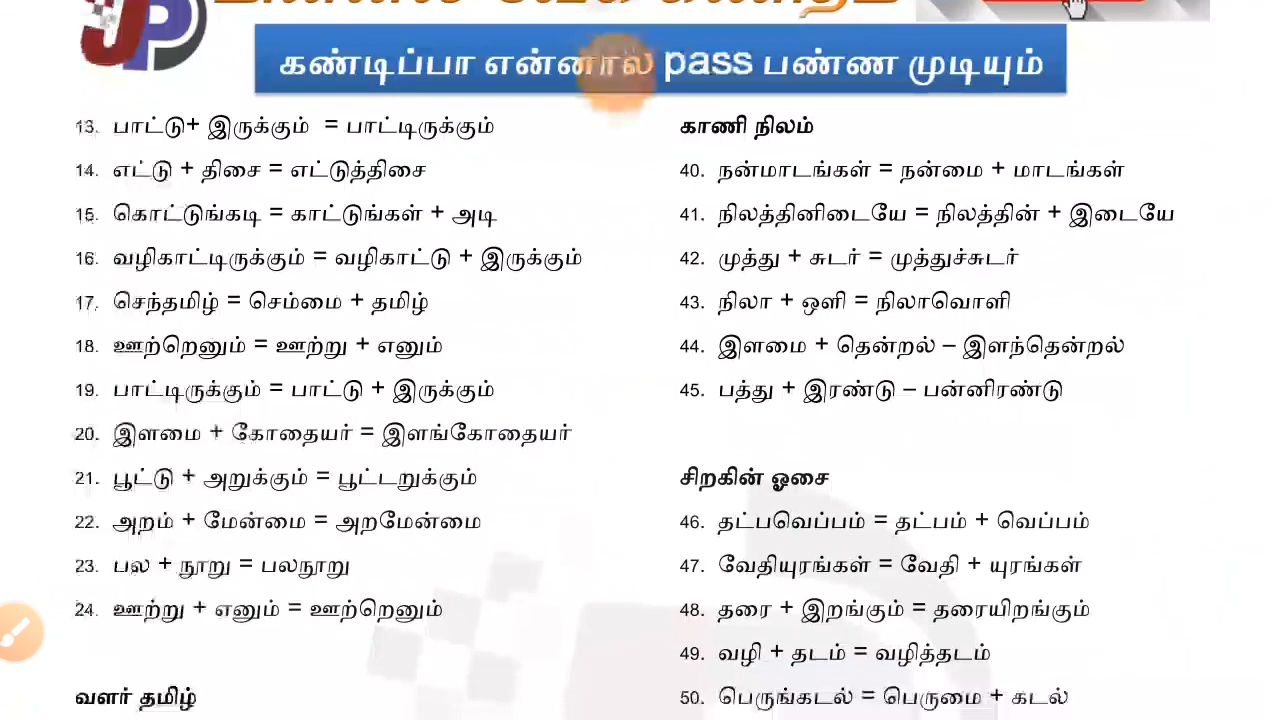 JP
கண்டிப்பா என்னால pass பண்ண முடியும்
13. பாட்டு+ இருக்கும் = பாட்டிருக்கும்
14. எட்டு + திசை = எட்டுத்திசை
15. கொட்டுங்கடி = காட்டுங்கள் + அடி
16. வழிகாட்டிருக்கும் = வழிகாட்டு + இருக்கும்
17. செந்தமிழ் = செம்மை + தமிழ்
18. ஊற்றெனும் = ஊற்று + எனும்
19. பாட்டிருக்கும் = பாட்டு + இருக்கும்
20. இளமை + கோதையர் = இளங்கோதையர்
21. பூட்டு + அறுக்கும் = பூட்டறுக்கும்
22. அறம் + மேன்மை = அறமேன்மை
23. பல + நூறு = பலநூறு
24. ஊற்று + எனும் = ஊற்றெனும்
வளர் தமிழ்
காணி நிலம்
40. நன்மாடங்கள் = நன்மை + மாடங்கள்
41. நிலத்தினிடையே = நிலத்தின் + இடையே
42. முத்து + சுடர் = முத்துச்சுடர்
43. நிலா + ஒளி = நிலாவொளி
44. இளமை + தென்றல் – இளந்தென்றல்
45. பத்து + இரண்டு – பன்னிரண்டு
சிறகின் ஓசை
46. தட்பவெப்பம் = தட்பம் + வெப்பம்
47. வேதியுரங்கள் = வேதி + யுரங்கள்
48. தரை + இறங்கும் = தரையிறங்கும்
49. வழி + தடம் = வழித்தடம்
50. பெருங்கடல் = பெருமை + கடல்